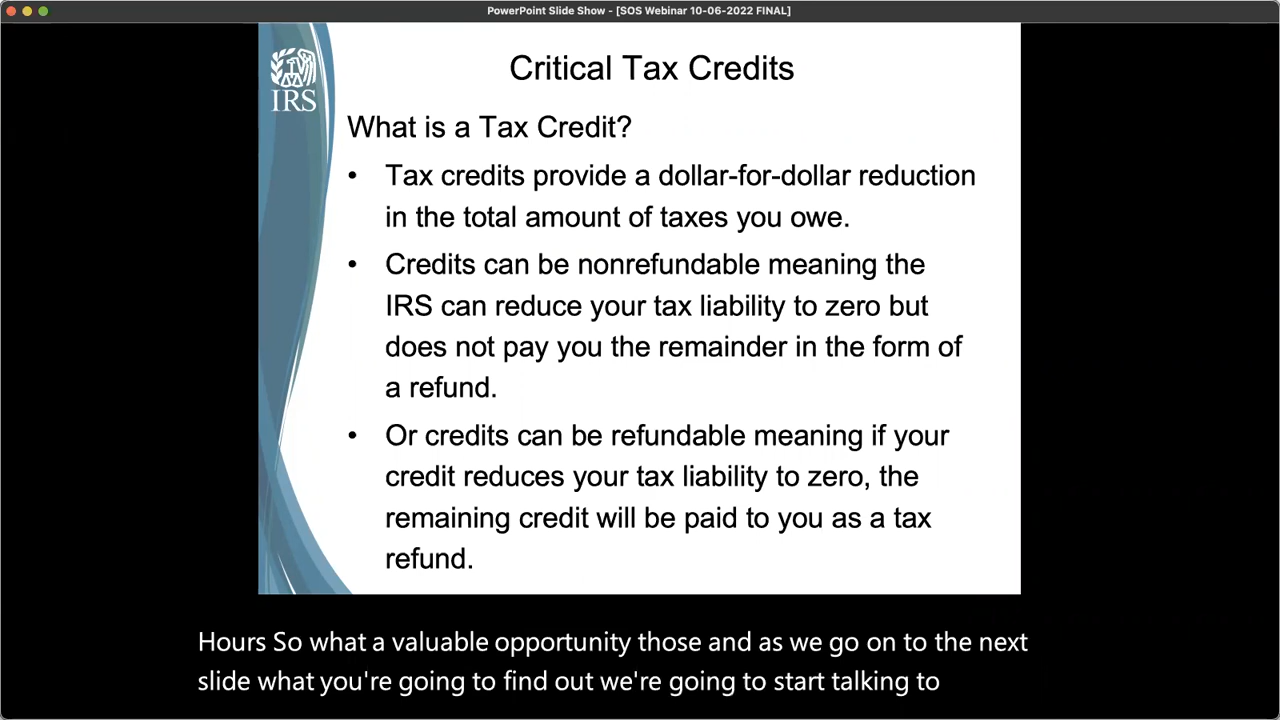 PowerPoint Slide Show - [SOS Webinar 10-06-2022 FINAL]
IRS
Critical Tax Credits
What is a Tax Credit?
• Tax credits provide a dollar-for-dollar reduction
in the total amount of taxes you owe.
• Credits can be nonrefundable meaning the
IRS can reduce your tax liability to zero but
does not pay you the remainder in the form of
a refund.
• Or credits can be refundable meaning if your
credit reduces your tax liability to zero, the
remaining credit will be paid to you as a tax
refund.
Hours So what a valuable opportunity those and as we go on to the next
slide what you're going to find out we're going to start talking to